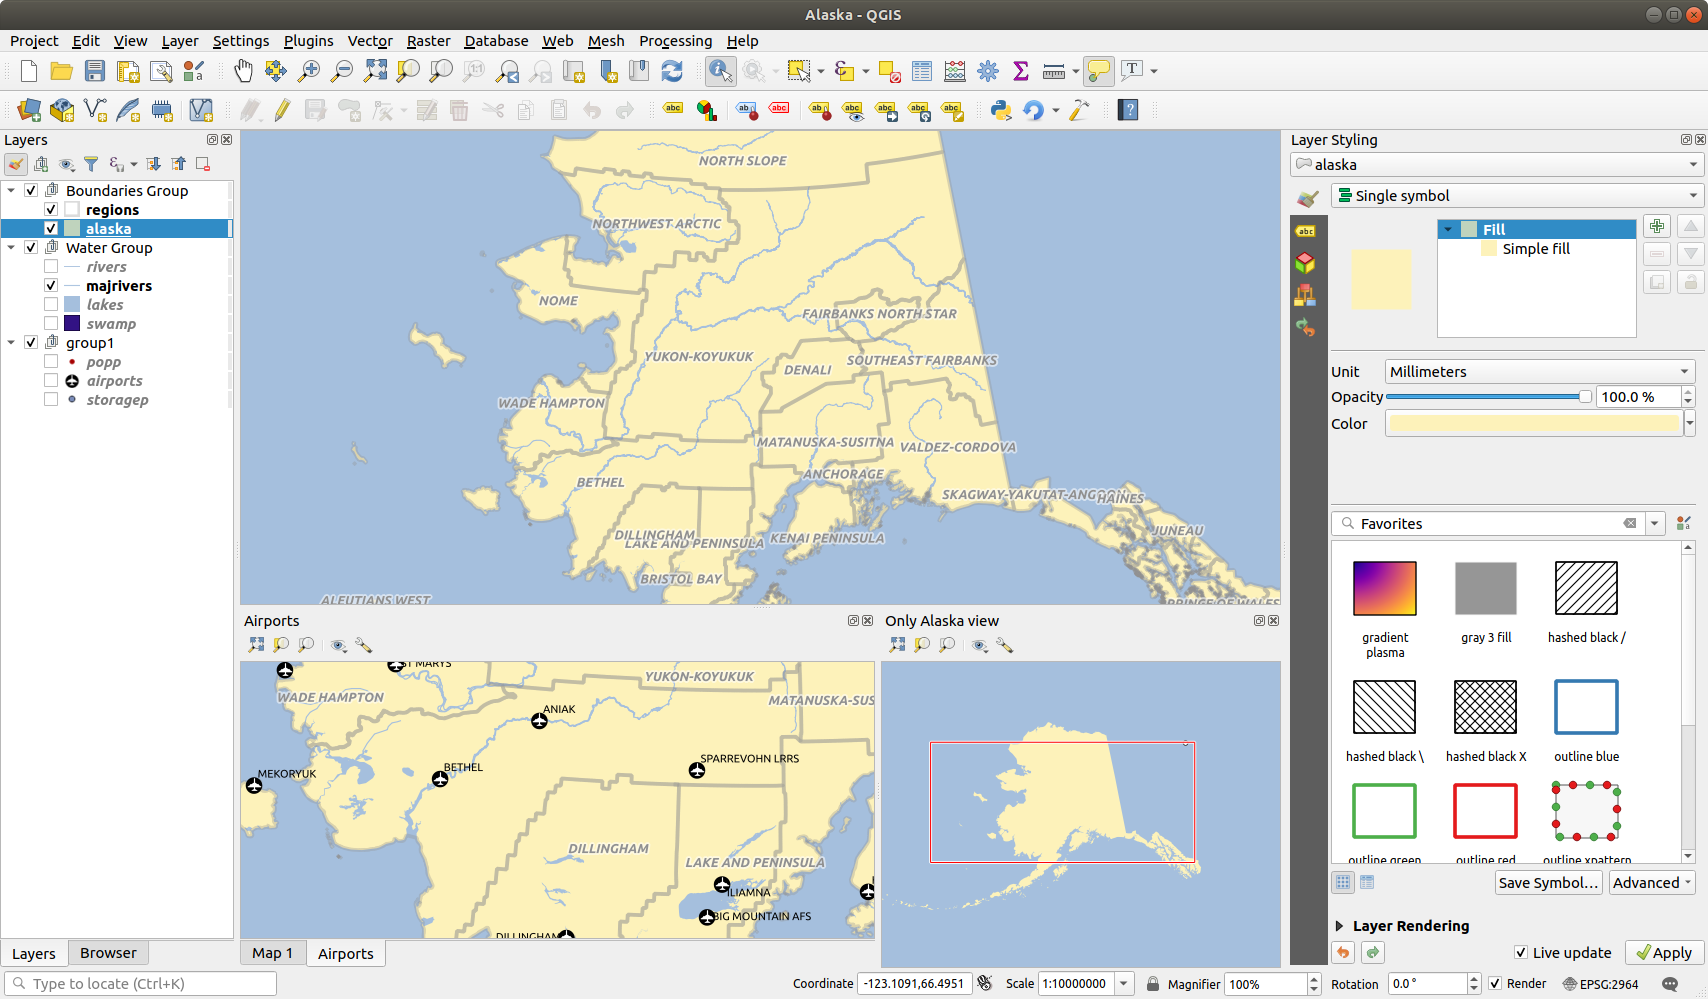 Alaska - QGIS
Project Edit View Layer Settings Plugins Vector Raster Database Web Mesh Processing Help
Layers
Boundaries Group
regions
alaska
Water Group
rivers
majrivers
lakes
swamp
group1
popp
airports
storagep
Layers Browser
NORTH SLOPE
NORTHWEST ARCTIC
NOME
FAIRBANKS NORTH STAR
YUKON-KOYUKUK
SOUTHEAST FAIRBANKS
DENALI
WADE HAMPTON
MATANUSKA-SUSITNA
VALDEZ-CORDOVA
ANCHORAGE
BETHEL
SKAGWAY-YAKUTAT-ANGOON
HAINES
JUNEAU
DILLINGHAM
LAKE AND PENINSULA
KENAI PENINSULA
BRISTOL BAY
ALEUTIANS WEST
PRINCE OF WALES
Airports
ST MARYS
YUKON-KOYUKUK
WADE HAMPTON
MATANUSKA-SUS
ANIAK
SPARREVOHN LRRS
BETHEL
MEKORYUK
DILLINGHAM
LAKE AND PENINSULA
ILIAMNA
BIG MOUNTAIN AFS
DILLINGHAM
Map 1 Airports
Only Alaska view
Layer Styling
alaska
Single symbol
Fill
Simple fill
Unit Millimeters
Opacity 100.0 %
Color
Favorites
gradient plasma
gray 3 fill
hashed black /
hashed black \
hashed black X
outline blue
outline green
outline red
outline xpattern
Save Symbol... Advanced
Layer Rendering
Live update Apply
Type to locate (Ctrl+K)
Coordinate -123.1091,66.4951 Scale 1:10000000 Magnifier 100% Rotation 0.0 ° Render EPSG:2964